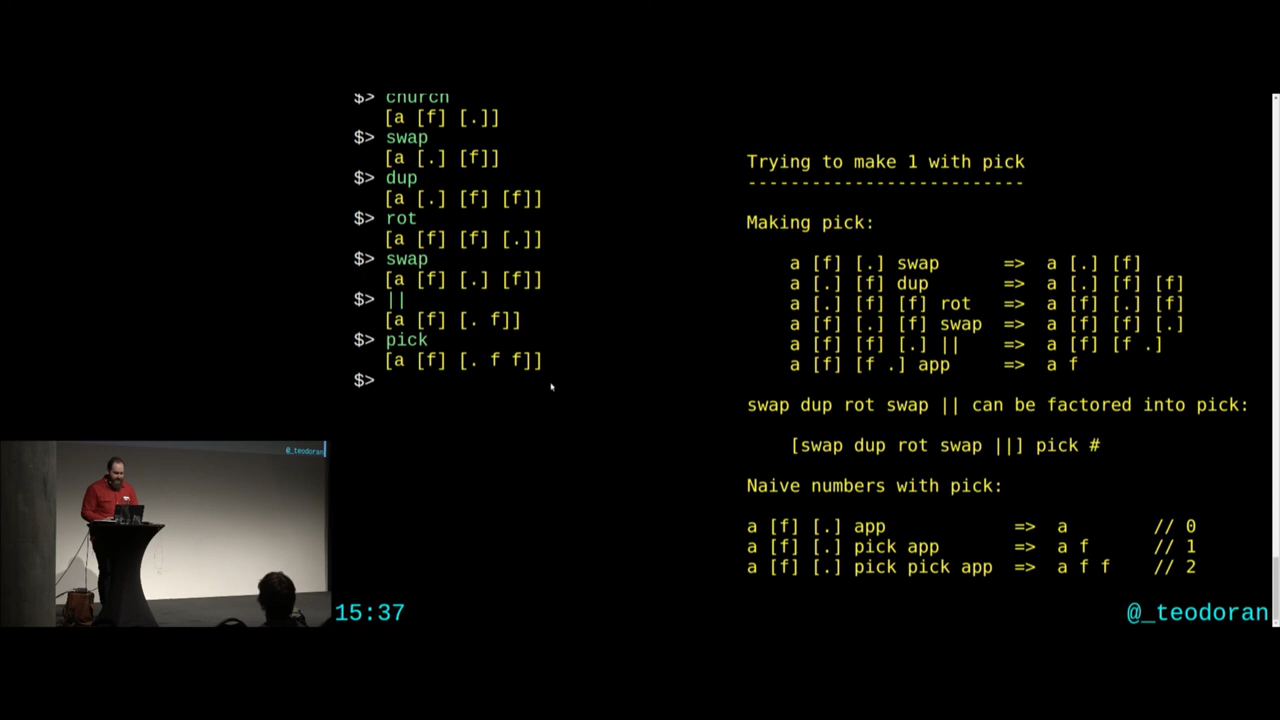 $> church
[a [f] [.]]
$> swap
[a [.] [f]]
$> dup
[a [.] [f] [f]]
$> rot
[a [f] [f] [.]]
$> swap
[a [f] [.] [f]]
$> ||
[a [f] [. f]]
$> pick
[a [f] [. f f]]
$>
Trying to make 1 with pick
--------------------------
Making pick:
a [f] [.] swap => a [.] [f]
a [.] [f] dup => a [.] [f] [f]
a [.] [f] [f] rot => a [f] [.] [f]
a [f] [.] [f] swap => a [f] [f] [.]
a [f] [f] [.] || => a [f] [f .]
a [f] [f .] app => a f
swap dup rot swap || can be factored into pick:
[swap dup rot swap ||] pick #
Naive numbers with pick:
a [f] [.] app => a // 0
a [f] [.] pick app => a f // 1
a [f] [.] pick pick app => a f f // 2
@_teodoran
15:37
@_teodoran